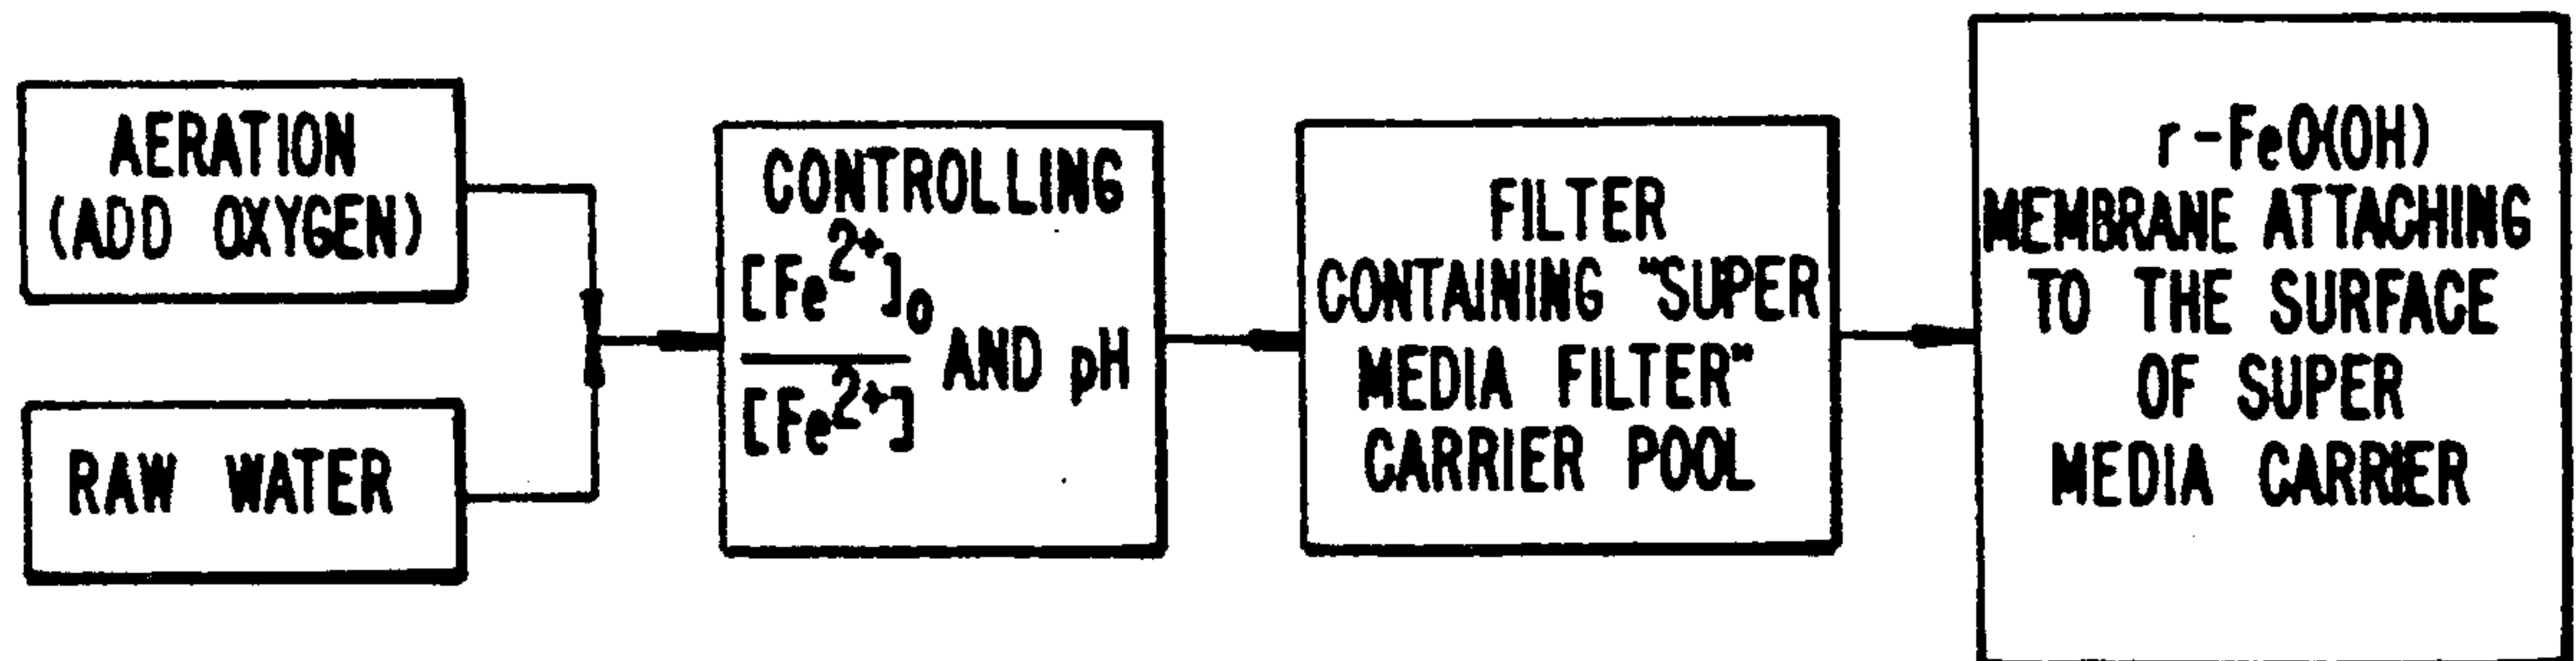 AERATION
(ADD OXYGEN)
RAW WATER
CONTROLLING
[Fe²⁺]₀
AND pH
[Fe²⁺]
FILTER
CONTAINING "SUPER
MEDIA FILTER"
CARRIER POOL
r-FeO(OH)
MEMBRANE ATTACHING
TO THE SURFACE
OF SUPER
MEDIA CARRIER